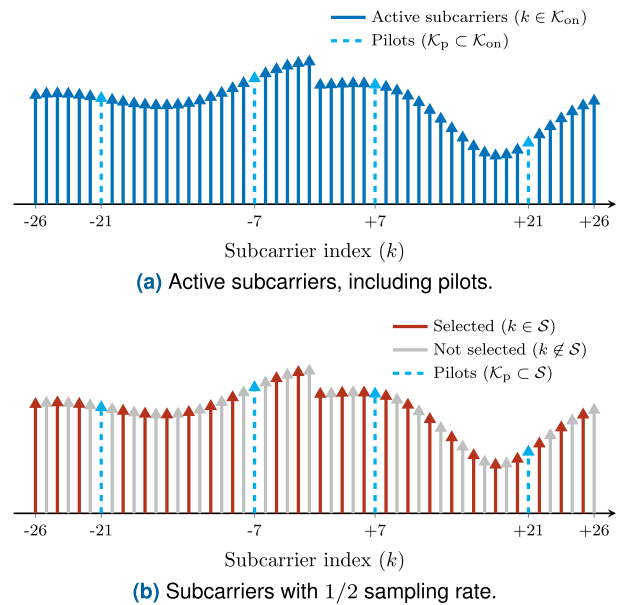 Active subcarriers (k ∈ 𝒦on)
Pilots (𝒦p ⊂ 𝒦on)
-26 -21 -7 +7 +21 +26
Subcarrier index (k)
(a) Active subcarriers, including pilots.
Selected (k ∈ 𝒮)
Not selected (k ∉ 𝒮)
Pilots (𝒦p ⊂ 𝒮)
-26 -21 -7 +7 +21 +26
Subcarrier index (k)
(b) Subcarriers with 1/2 sampling rate.